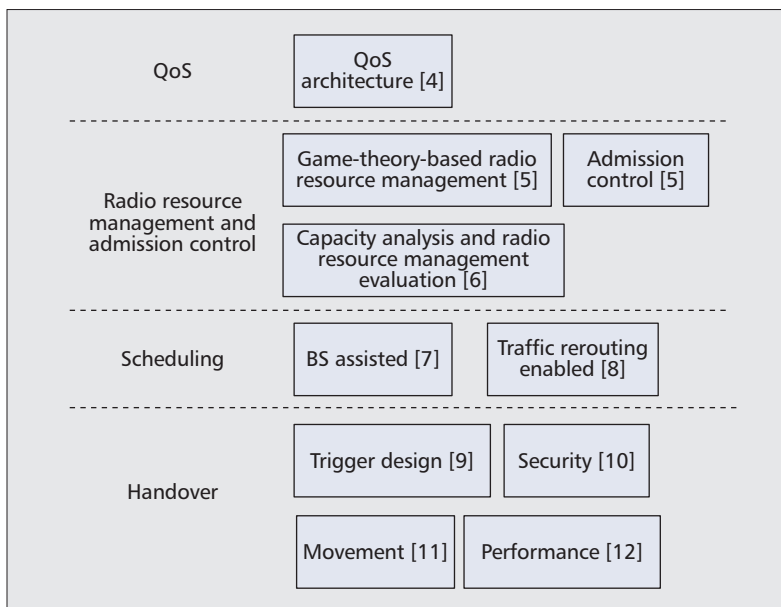 QoS
QoS
architecture [4]
Radio resource
management and
admission control
Game-theory-based radio
resource management [5]
Admission
control [5]
Capacity analysis and radio
resource management
evaluation [6]
Scheduling
BS assisted [7]
Traffic rerouting
enabled [8]
Handover
Trigger design [9]
Security [10]
Movement [11]
Performance [12]